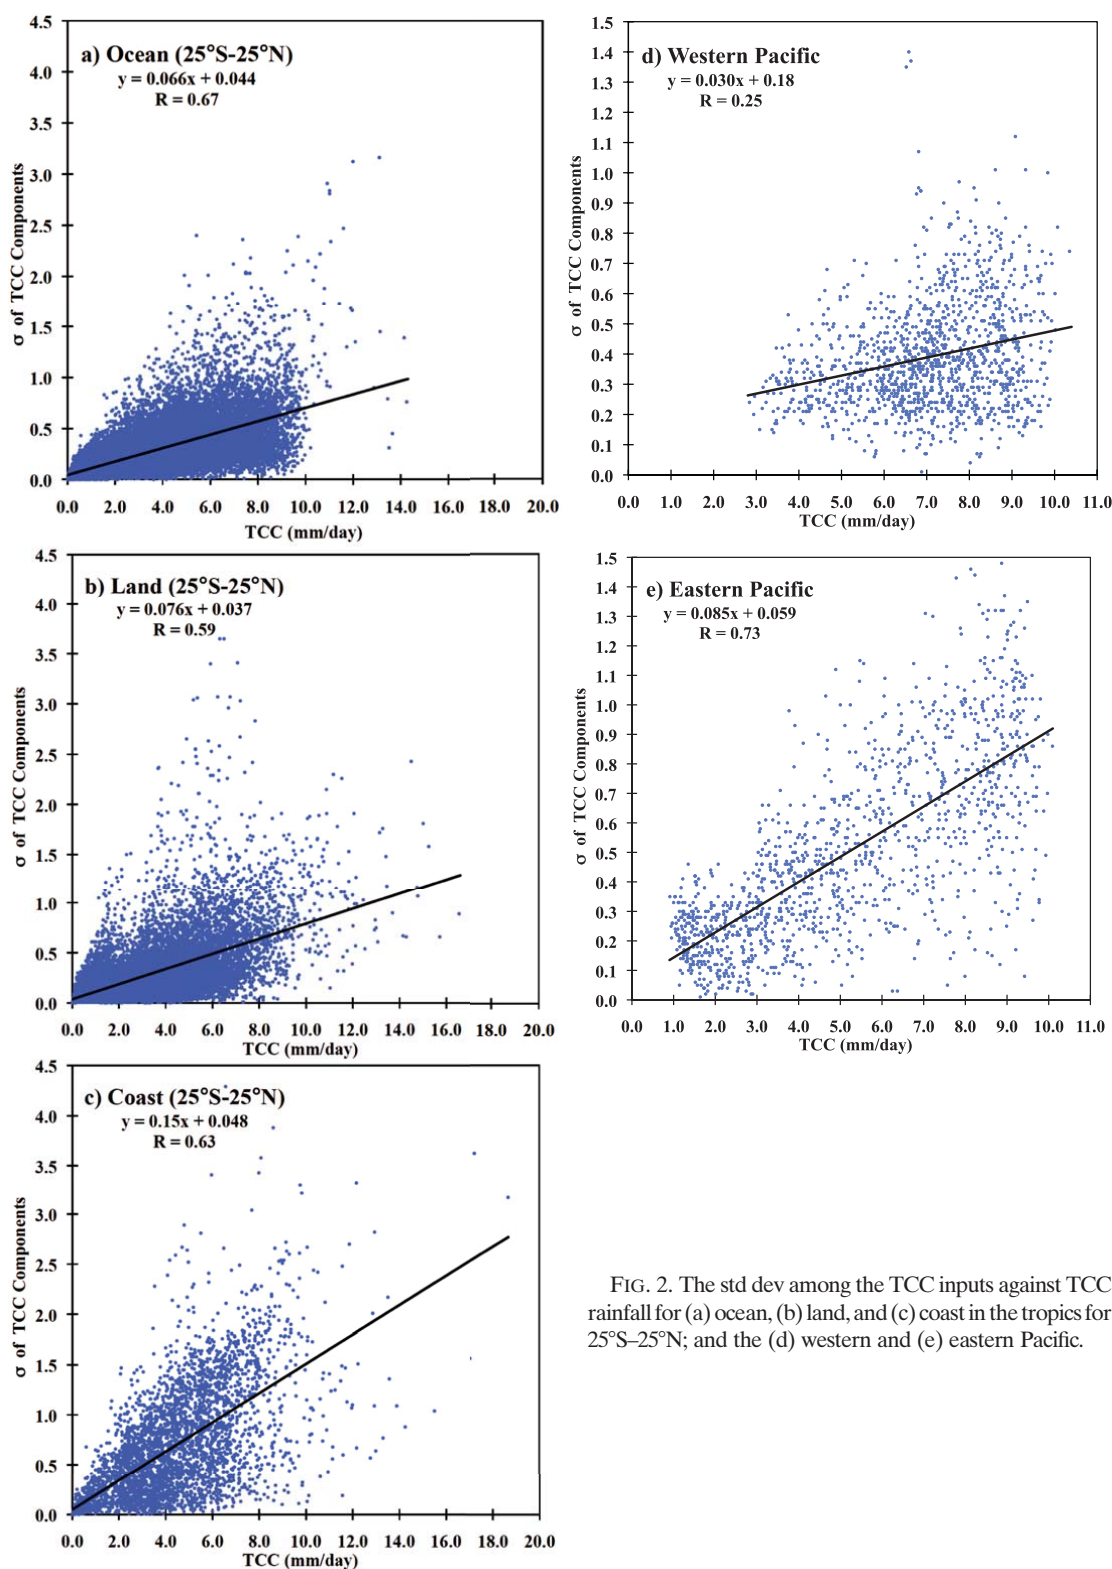 a) Ocean (25°S-25°N)
y = 0.066x + 0.044
R = 0.67
σ of TCC Components
4.5
4.0
3.5
3.0
2.5
2.0
1.5
1.0
0.5
0.0
0.0 2.0 4.0 6.0 8.0 10.0 12.0 14.0 16.0 18.0 20.0
TCC (mm/day)
b) Land (25°S-25°N)
y = 0.076x + 0.037
R = 0.59
σ of TCC Components
4.5
4.0
3.5
3.0
2.5
2.0
1.5
1.0
0.5
0.0
0.0 2.0 4.0 6.0 8.0 10.0 12.0 14.0 16.0 18.0 20.0
TCC (mm/day)
c) Coast (25°S-25°N)
y = 0.15x + 0.048
R = 0.63
σ of TCC Components
4.5
4.0
3.5
3.0
2.5
2.0
1.5
1.0
0.5
0.0
0.0 2.0 4.0 6.0 8.0 10.0 12.0 14.0 16.0 18.0 20.0
TCC (mm/day)
d) Western Pacific
y = 0.030x + 0.18
R = 0.25
σ of TCC Components
1.5
1.4
1.3
1.2
1.1
1.0
0.9
0.8
0.7
0.6
0.5
0.4
0.3
0.2
0.1
0.0
0.0 1.0 2.0 3.0 4.0 5.0 6.0 7.0 8.0 9.0 10.0 11.0
TCC (mm/day)
e) Eastern Pacific
y = 0.085x + 0.059
R = 0.73
σ of TCC Components
1.5
1.4
1.3
1.2
1.1
1.0
0.9
0.8
0.7
0.6
0.5
0.4
0.3
0.2
0.1
0.0
0.0 1.0 2.0 3.0 4.0 5.0 6.0 7.0 8.0 9.0 10.0 11.0
TCC (mm/day)
FIG. 2. The std dev among the TCC inputs against TCC
rainfall for (a) ocean, (b) land, and (c) coast in the tropics for
25°S–25°N; and the (d) western and (e) eastern Pacific.